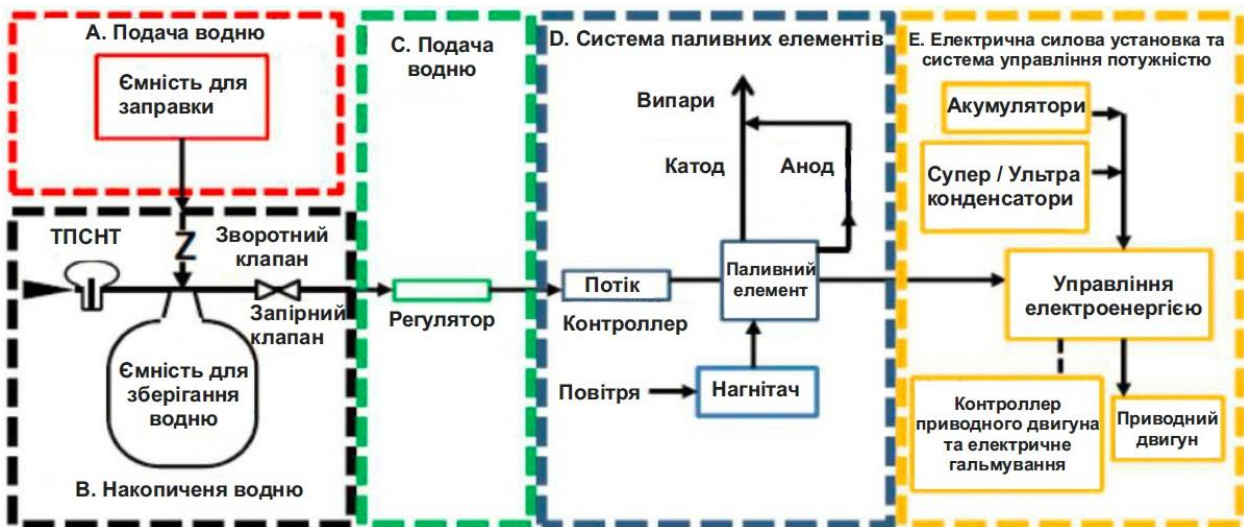 А. Подача водню
Ємність для
заправки
ТПСНТ
Z
Зворотний
клапан
Запірний
клапан
Ємність для
зберігання
водню
В. Накопиченя водню
С. Подача
водню
Регулятор
D. Система паливних елементів
Випари
Катод
Анод
Потік
Контроллер
Паливний
елемент
Повітря
Нагнітач
Е. Електрична силова установка та
система управління потужністю
Акумулятори
Супер / Ультра
конденсатори
Управління
електроенергією
Контроллер
приводного двигуна
та електричне
гальмування
Приводний
двигун